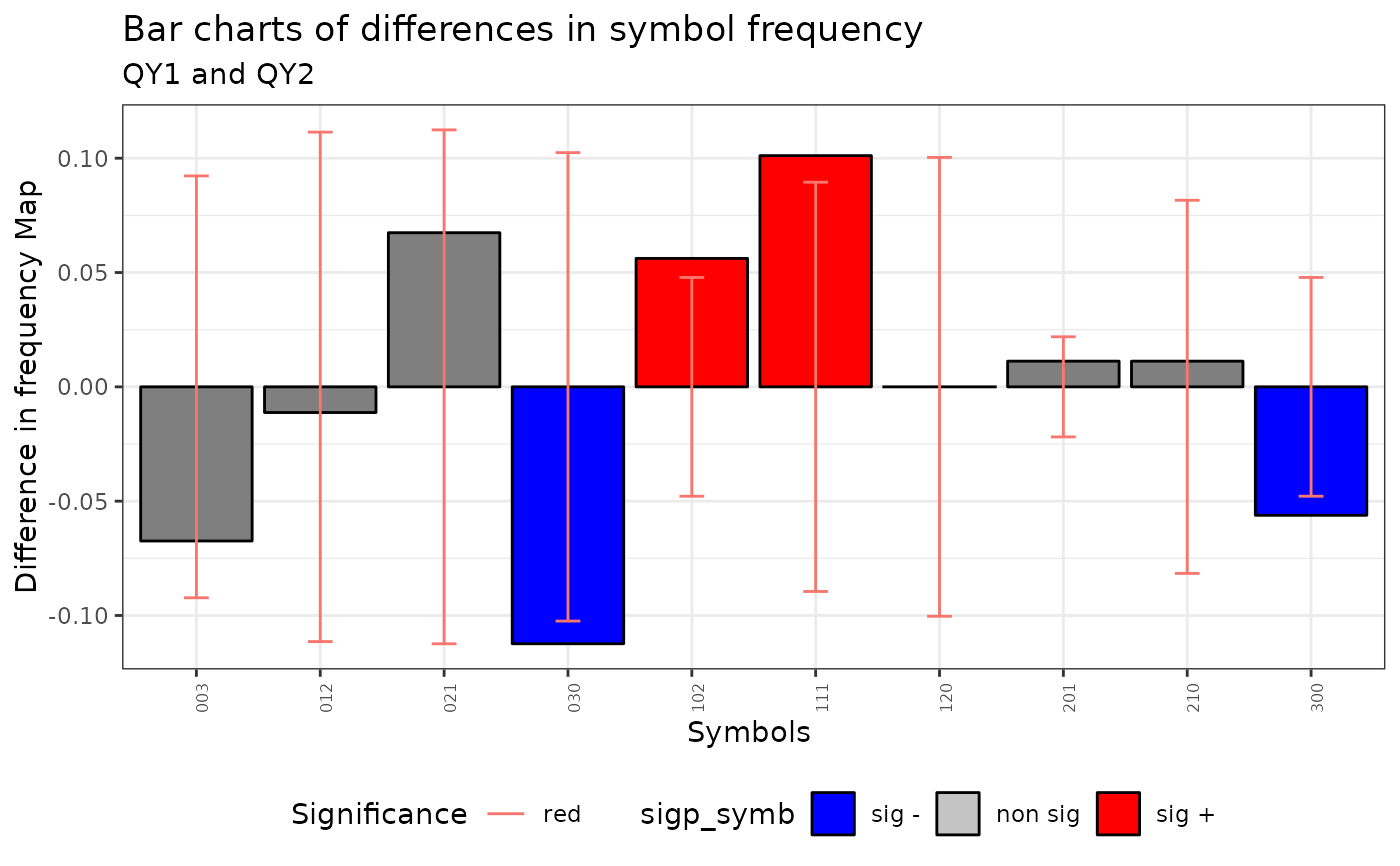 Bar charts of differences in symbol frequency
QY1 and QY2
Difference in frequency Map
0.10
0.05
0.00
-0.05
-0.10
003 012 021 030 102 111 120 201 210 300
Symbols
Significance red sigp_symb sig - non sig sig +